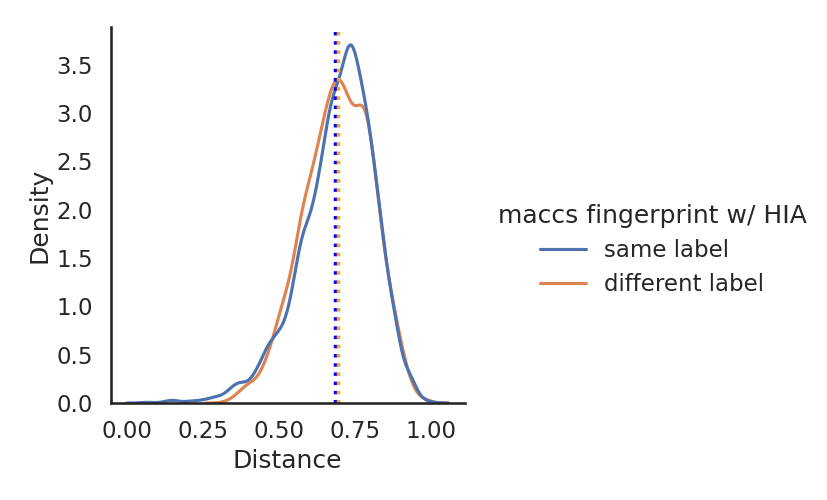 3.5
3.0
2.5
2.0
1.5
1.0
0.5
0.0
Density
0.00 0.25 0.50 0.75 1.00
Distance
maccs fingerprint w/ HIA
same label
different label